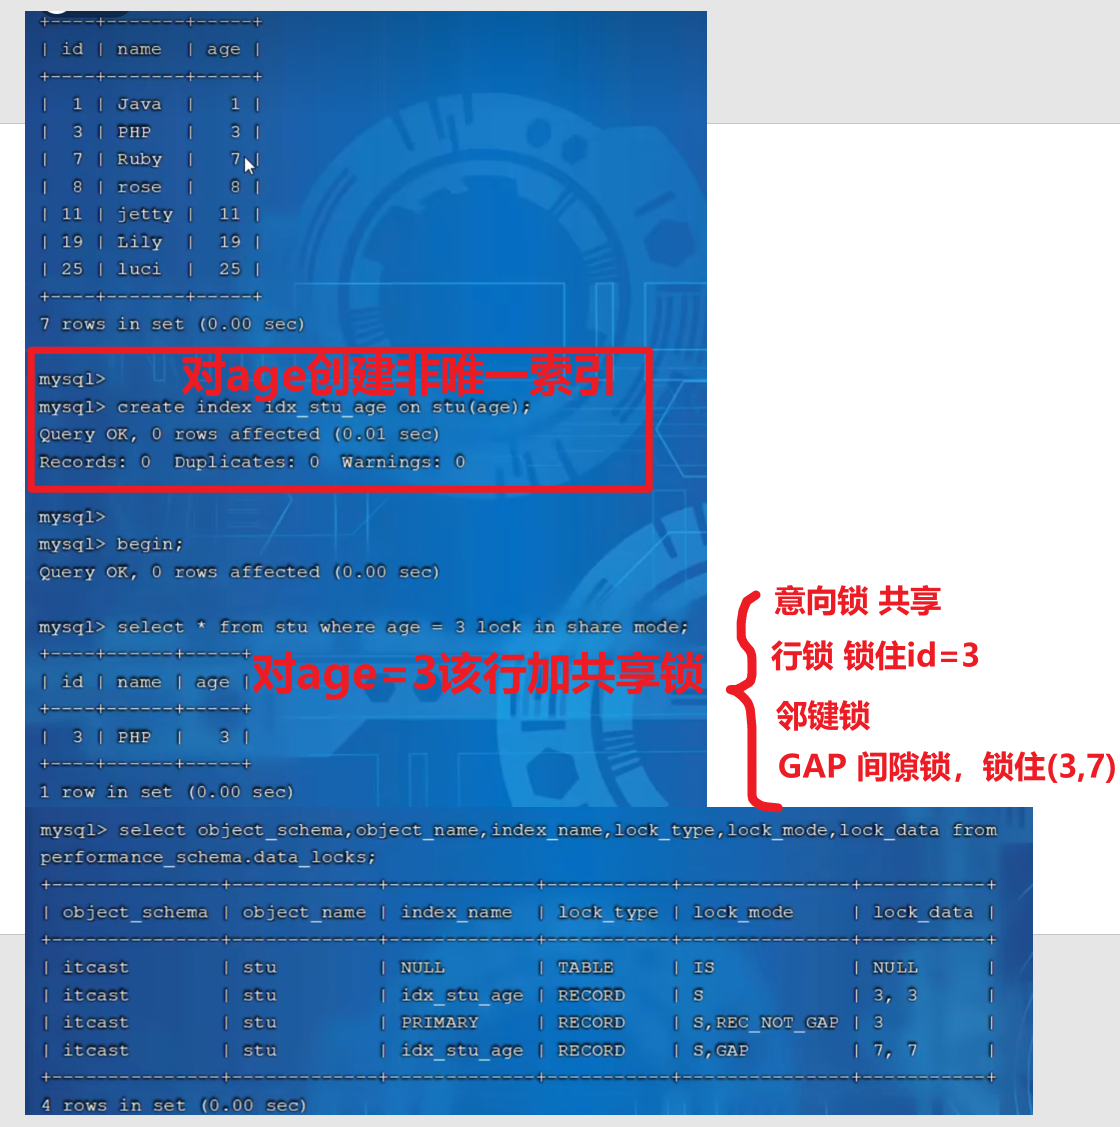 +----+-------+-----+
| id | name  | age |
+----+-------+-----+
|  1 | Java  |   1 |
|  3 | PHP   |   3 |
|  7 | Ruby  |   7 |
|  8 | rose  |   8 |
| 11 | jetty |  11 |
| 19 | Lily  |  19 |
| 25 | luci  |  25 |
+----+-------+-----+
7 rows in set (0.00 sec)
对age创建非唯一索引
mysql>
mysql> create index idx_stu_age on stu(age);
Query OK, 0 rows affected (0.01 sec)
Records: 0  Duplicates: 0  Warnings: 0
mysql>
mysql> begin;
Query OK, 0 rows affected (0.00 sec)
mysql> select * from stu where age = 3 lock in share mode;
+----+------+-----+
| id | name | age |
+----+------+-----+
|  3 | PHP  |   3 |
+----+------+-----+
1 row in set (0.00 sec)
对age=3该行加共享锁
意向锁 共享
行锁 锁住id=3
邻键锁
GAP 间隙锁，锁住(3,7)
mysql> select object_schema,object_name,index_name,lock_type,lock_mode,lock_data from
performance_schema.data_locks;
+---------------+-------------+-------------+-----------+---------------+-----------+
| object_schema | object_name | index_name  | lock_type | lock_mode     | lock_data |
+---------------+-------------+-------------+-----------+---------------+-----------+
| itcast        | stu         | NULL        | TABLE     | IS            | NULL      |
| itcast        | stu         | idx_stu_age | RECORD    | S             | 3, 3      |
| itcast        | stu         | PRIMARY     | RECORD    | S,REC_NOT_GAP | 3         |
| itcast        | stu         | idx_stu_age | RECORD    | S,GAP         | 7, 7      |
+---------------+-------------+-------------+-----------+---------------+-----------+
4 rows in set (0.00 sec)